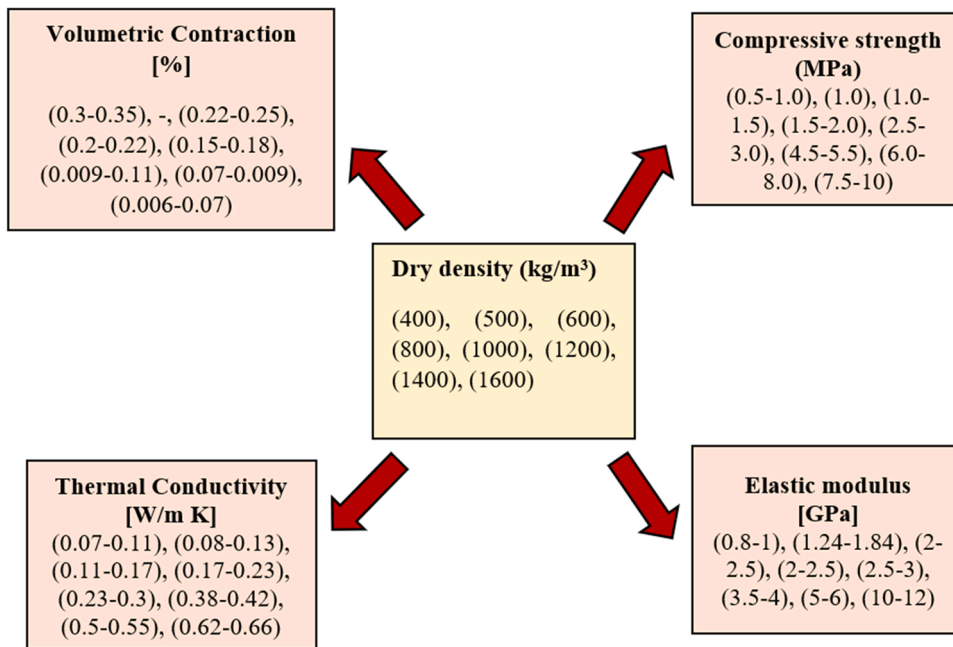 Volumetric Contraction
[%]
(0.3-0.35), -, (0.22-0.25),
(0.2-0.22), (0.15-0.18),
(0.009-0.11), (0.07-0.009),
(0.006-0.07)
Compressive strength
(MPa)
(0.5-1.0), (1.0), (1.0-
1.5), (1.5-2.0), (2.5-
3.0), (4.5-5.5), (6.0-
8.0), (7.5-10)
Dry density (kg/m³)
(400), (500), (600),
(800), (1000), (1200),
(1400), (1600)
Thermal Conductivity
[W/m K]
(0.07-0.11), (0.08-0.13),
(0.11-0.17), (0.17-0.23),
(0.23-0.3), (0.38-0.42),
(0.5-0.55), (0.62-0.66)
Elastic modulus
[GPa]
(0.8-1), (1.24-1.84), (2-
2.5), (2-2.5), (2.5-3),
(3.5-4), (5-6), (10-12)